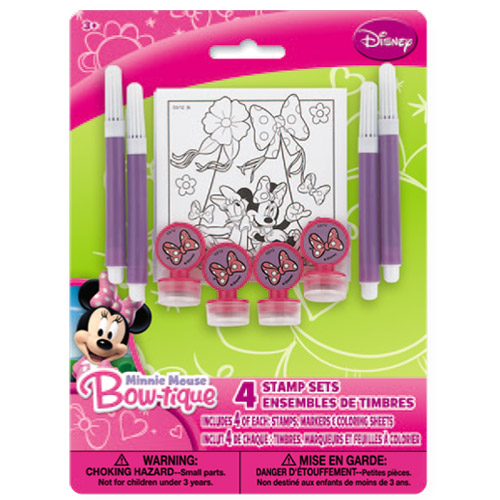 3+
Disney
Minnie Mouse
Bow-tique
4 STAMP SETS
ENSEMBLES DE TIMBRES
INCLUDES 4 OF EACH: STAMPS, MARKERS & COLORING SHEETS
INCLUT 4 DE CHAQUE : TIMBRES, MARQUEURS ET FEUILLES À COLORIER
WARNING:
CHOKING HAZARD--Small parts.
Not for children under 3 years.
MISE EN GARDE:
DANGER D'ÉTOUFFEMENT--Petites pièces.
Non destiné aux enfants de moins de 3 ans.